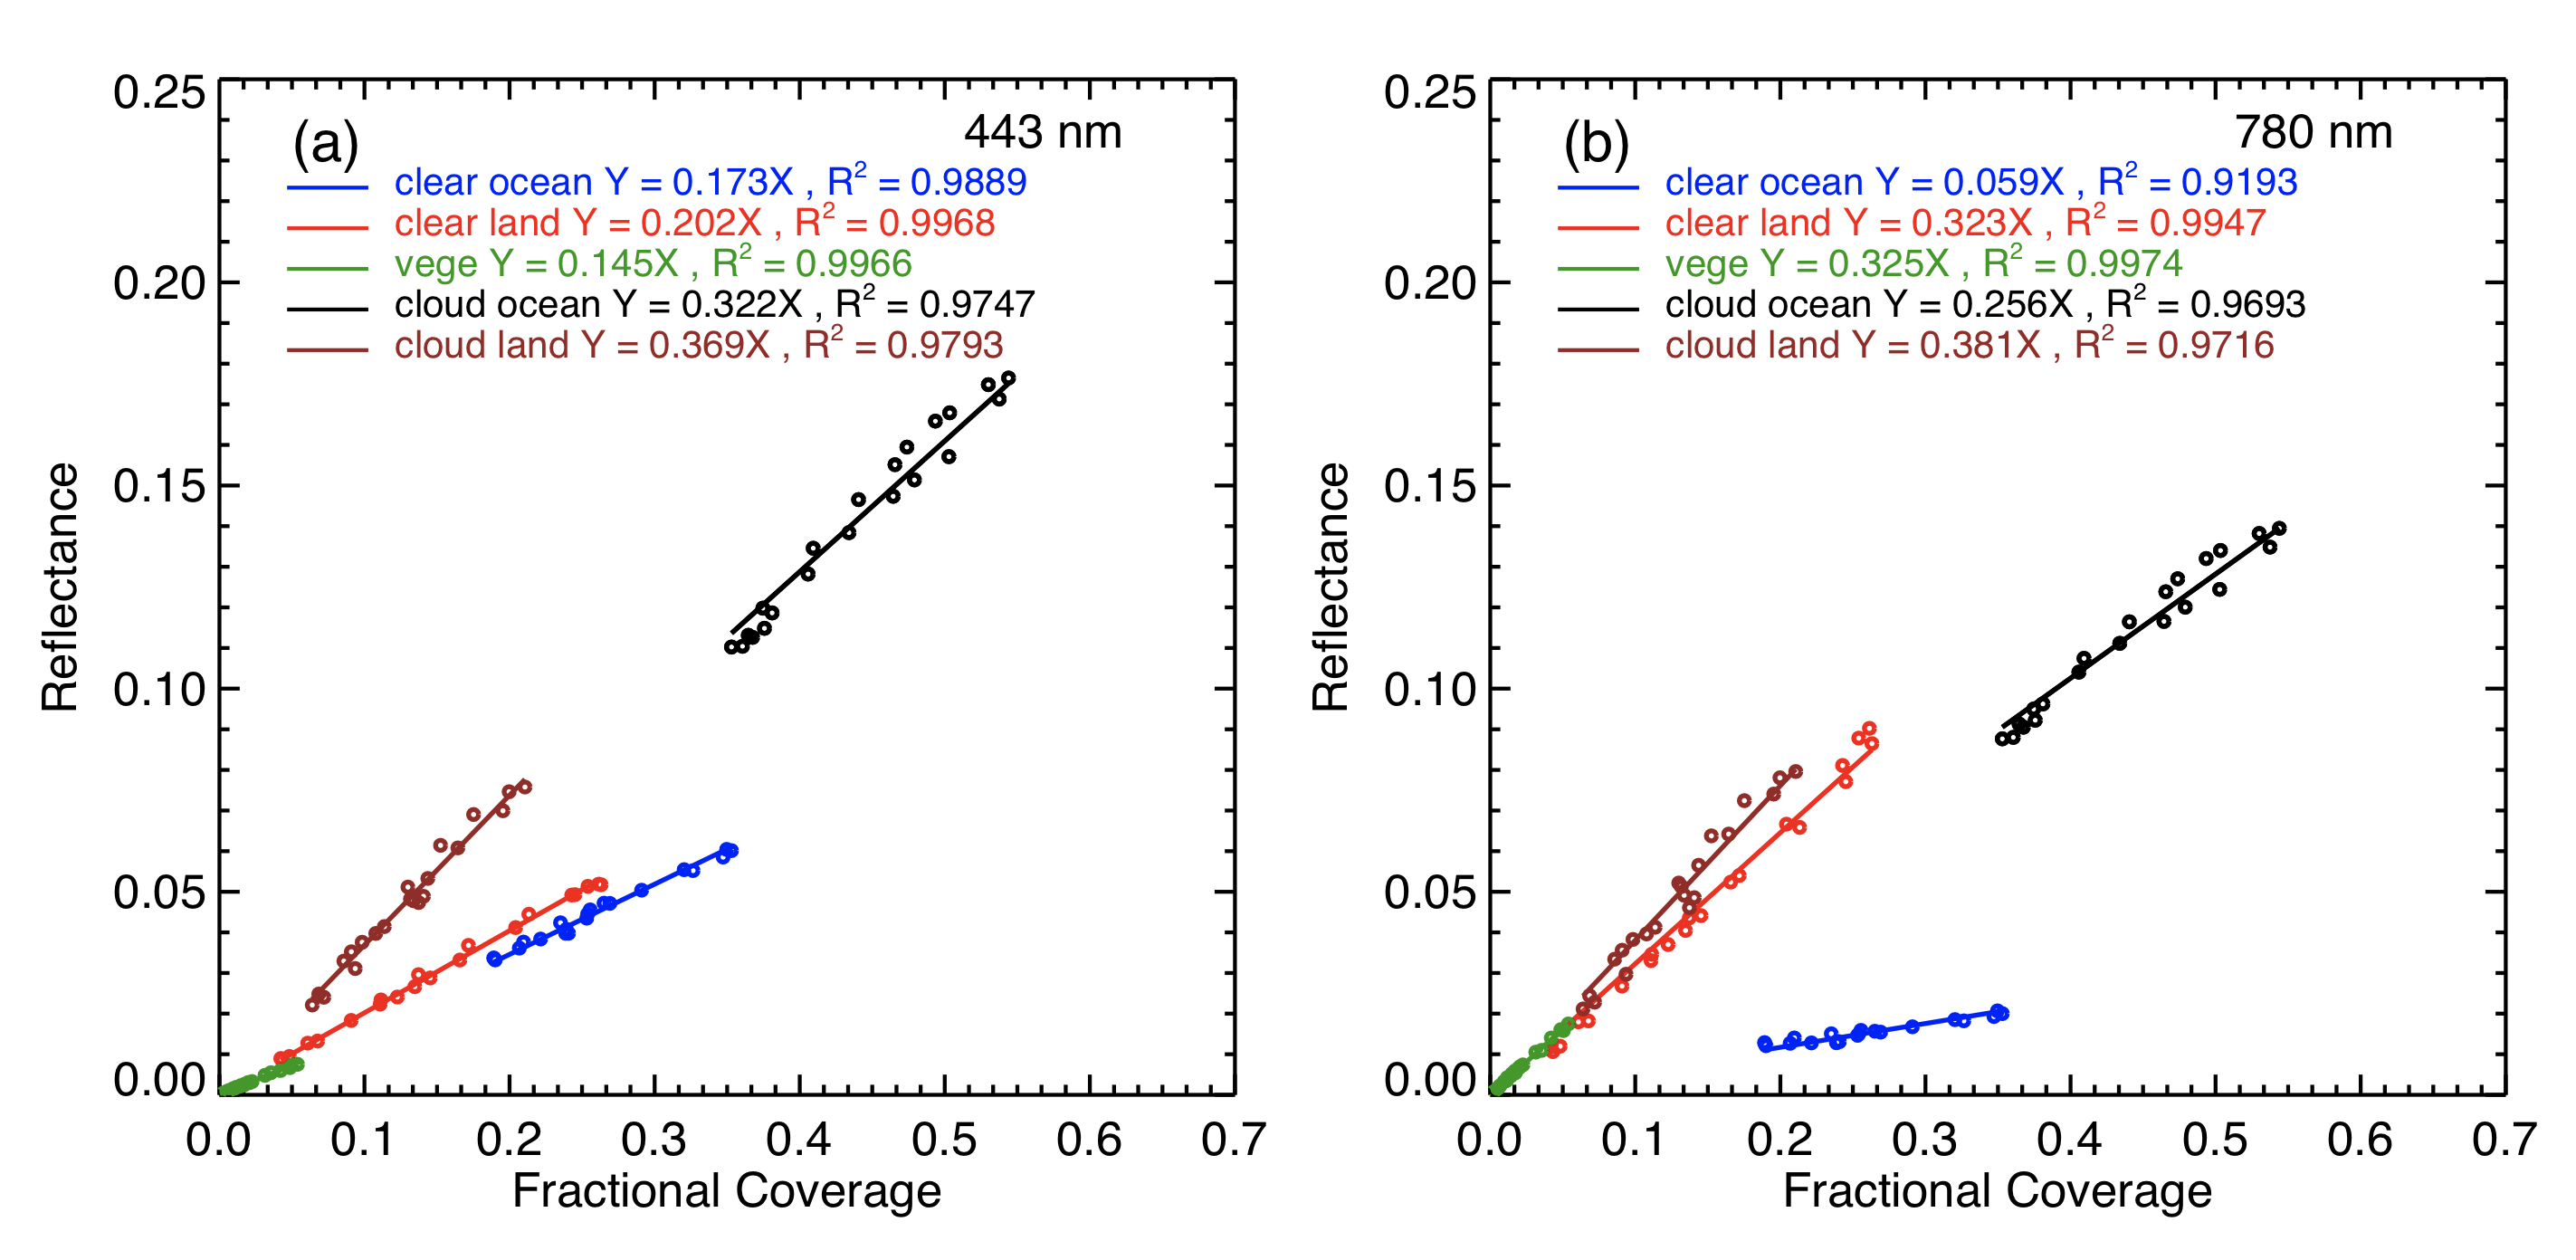 (a)
443 nm
clear ocean Y = 0.173X , R² = 0.9889
clear land Y = 0.202X , R² = 0.9968
vege Y = 0.145X , R² = 0.9966
cloud ocean Y = 0.322X , R² = 0.9747
cloud land Y = 0.369X , R² = 0.9793
Reflectance
0.25
0.20
0.15
0.10
0.05
0.00
0.0 0.1 0.2 0.3 0.4 0.5 0.6 0.7
Fractional Coverage
(b)
780 nm
clear ocean Y = 0.059X , R² = 0.9193
clear land Y = 0.323X , R² = 0.9947
vege Y = 0.325X , R² = 0.9974
cloud ocean Y = 0.256X , R² = 0.9693
cloud land Y = 0.381X , R² = 0.9716
Reflectance
0.25
0.20
0.15
0.10
0.05
0.00
0.0 0.1 0.2 0.3 0.4 0.5 0.6 0.7
Fractional Coverage